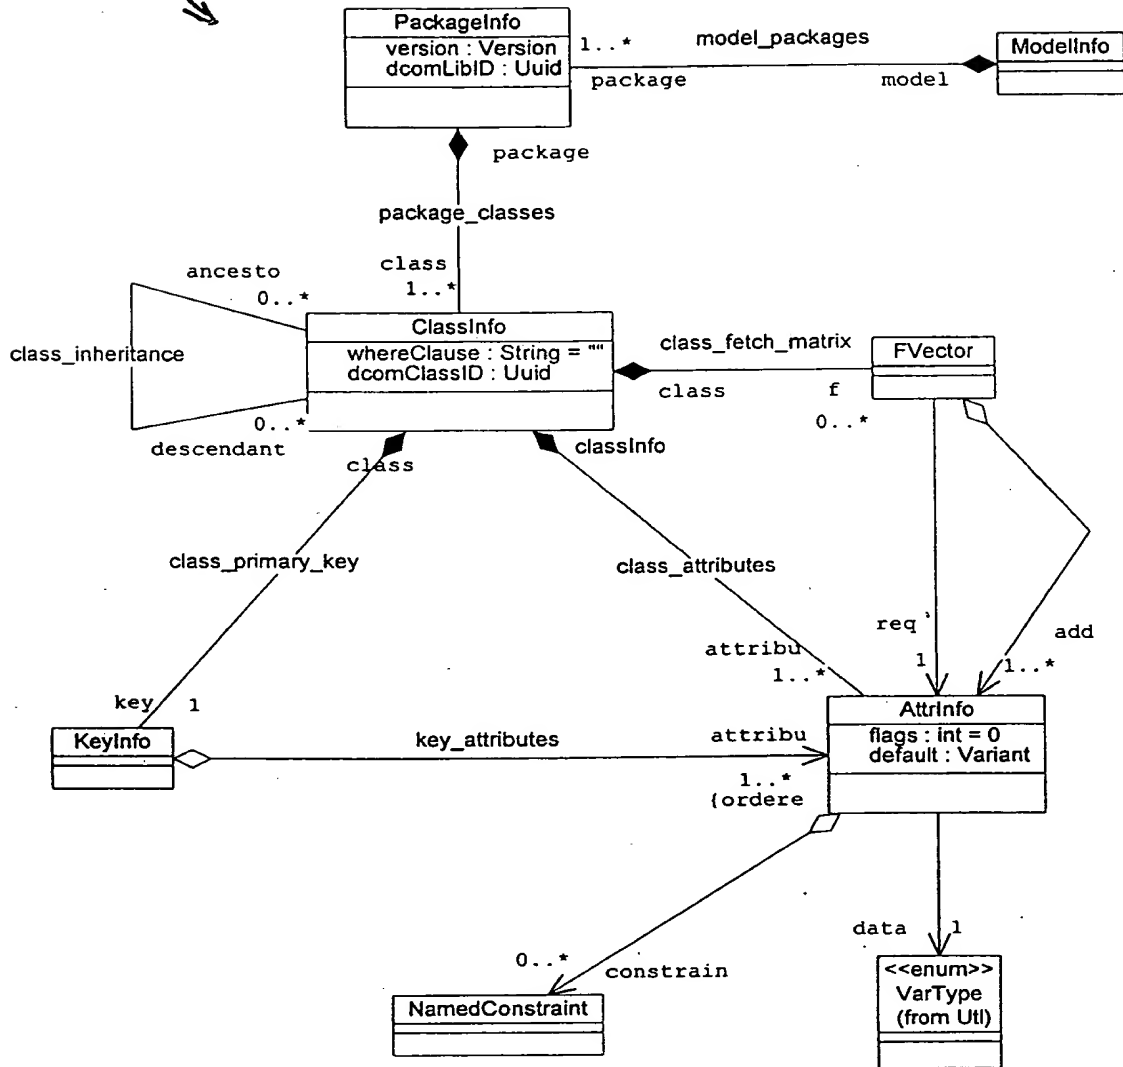 PackageInfo
version : Version
dcomLibID : Uuid
1..*
model_packages
package
model
ModelInfo
package
package_classes
class
1..*
ancesto
0..*
class_inheritance
0..*
descendant
ClassInfo
whereClause : String = ""
dcomClassID : Uuid
class_fetch_matrix
class
f
0..*
FVector
class
classInfo
class_primary_key
class_attributes
req
1
add
1..*
attribu
1..*
key
1
KeyInfo
key_attributes
attribu
1..*
{ordere
AttrInfo
flags : int = 0
default : Variant
0..*
constrain
NamedConstraint
data
1
<<enum>>
VarType
(from Utl)